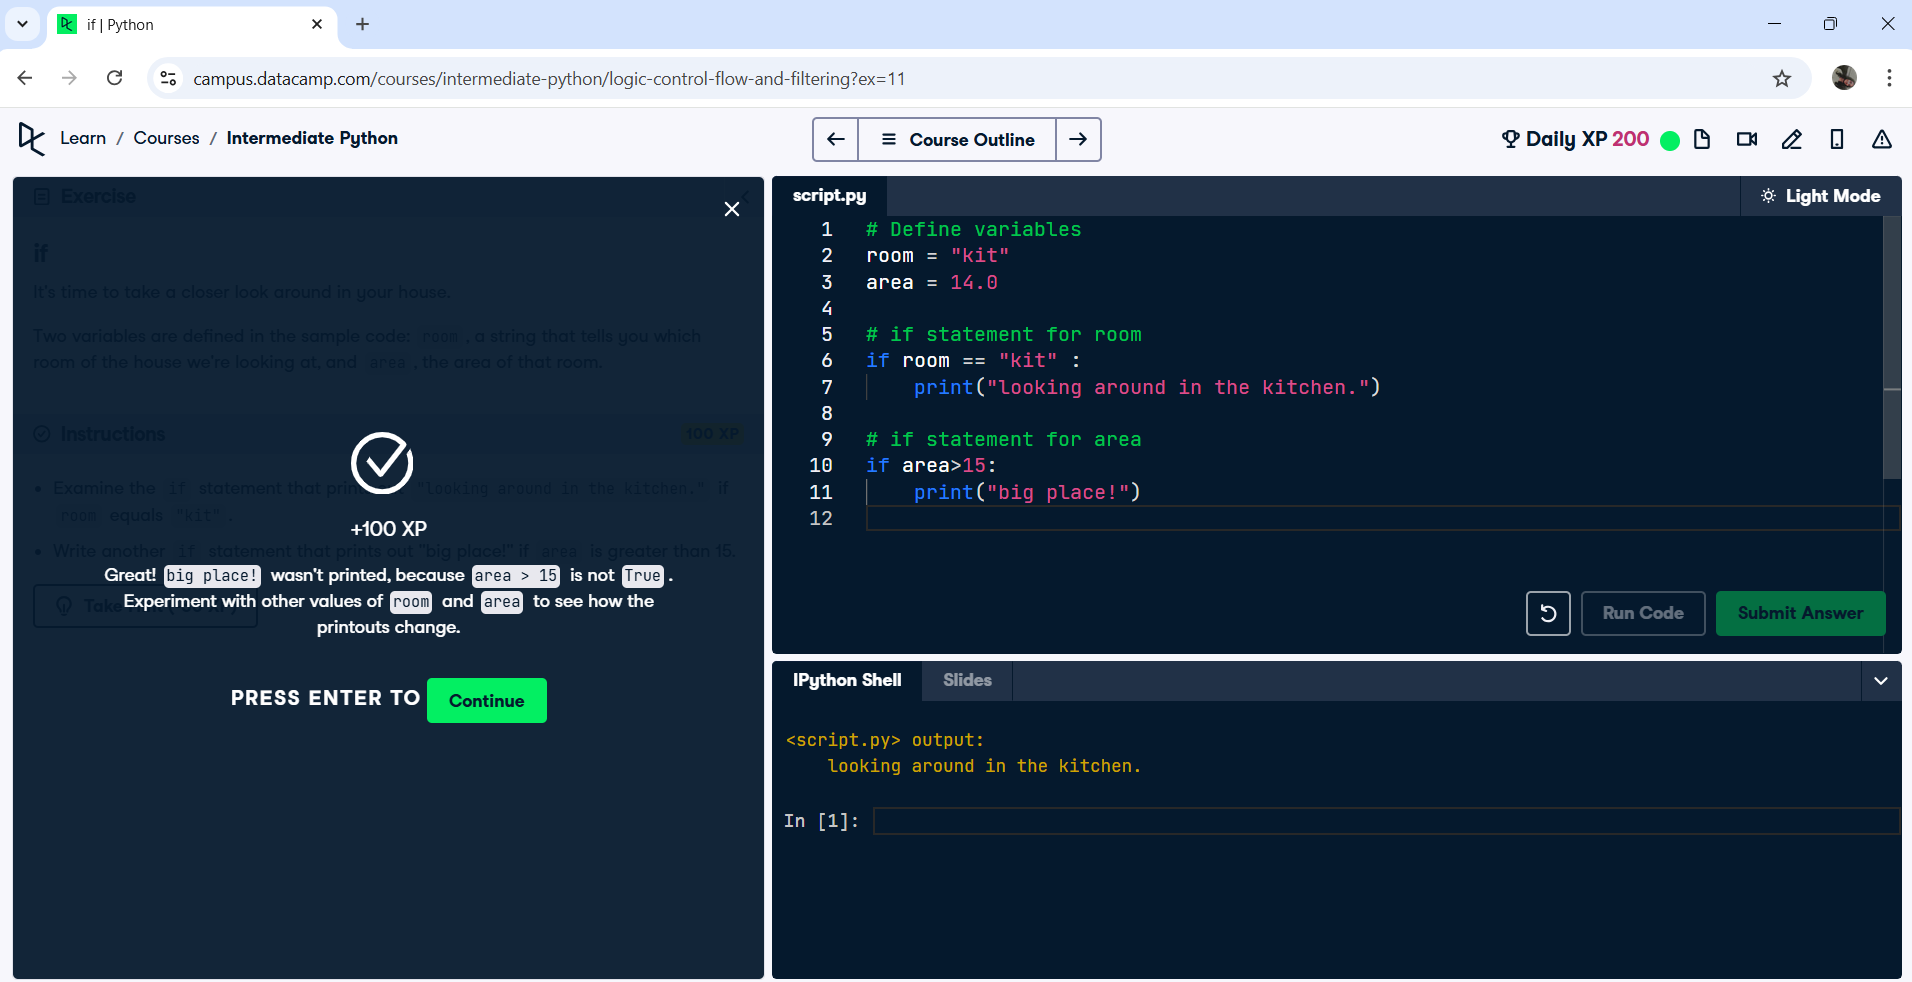 if | Python
campus.datacamp.com/courses/intermediate-python/logic-control-flow-and-filtering?ex=11
Learn / Courses / Intermediate Python
Course Outline
Daily XP 200
Exercise
if
It's time to take a closer look around in your house.
Two variables are defined in the sample code: room, a string that tells you which
room of the house we're looking at, and area, the area of that room.
Instructions
100 XP
Examine the if statement that "looking around in the kitchen." if
room equals "kit".
Write another if statement that prints out "big place!" if area is greater than 15.
Take
+100 XP
Great! big place! wasn't printed, because area > 15 is not True.
Experiment with other values of room and area to see how the
printouts change.
PRESS ENTER TO Continue
script.py
Light Mode
1 # Define variables
2 room = "kit"
3 area = 14.0
4
5 # if statement for room
6 if room == "kit" :
7 print("looking around in the kitchen.")
8
9 # if statement for area
10 if area>15:
11 print("big place!")
12
Run Code
Submit Answer
IPython Shell
Slides
<script.py> output:
looking around in the kitchen.
In [1]: